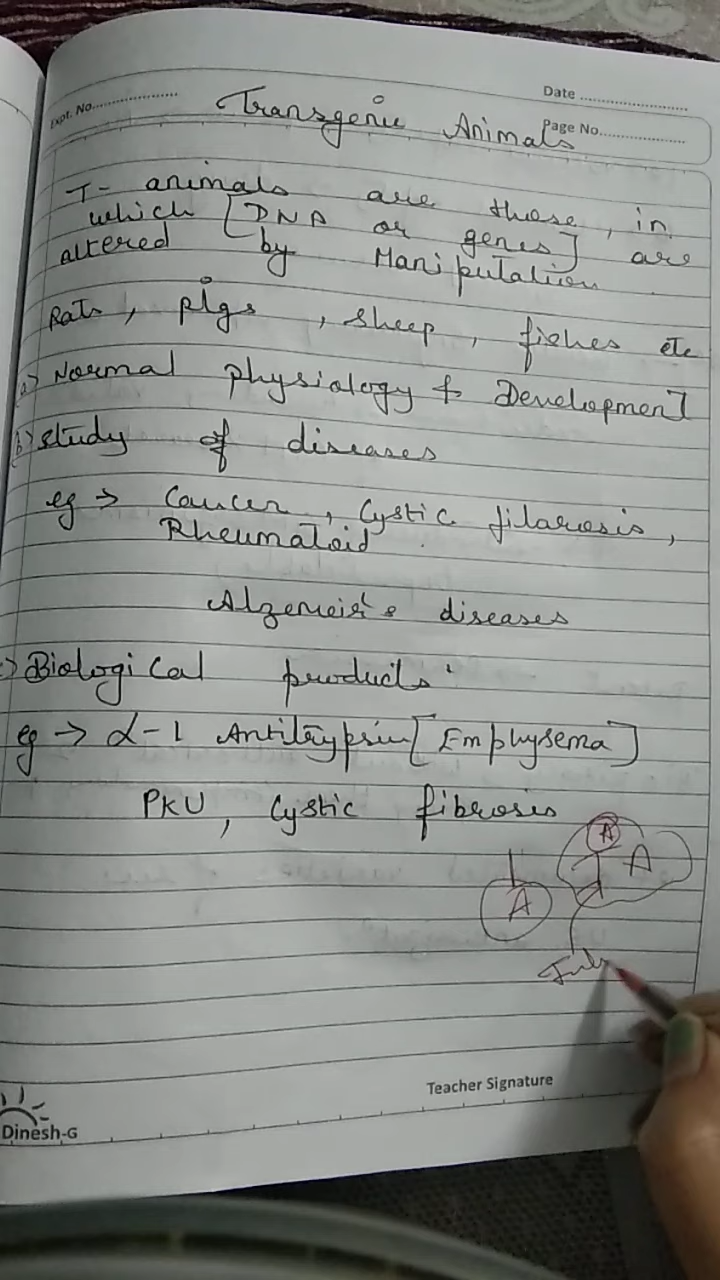 Expt. No.................... Date .........................
Transgenic Animals
Page No...................
T- animals are those, in
which [DNA or genes] are
altered by Manipulation
Rats, pigs, sheep, fishes etc
(a) Normal physiology & Development
(b) study of diseases
eg → Cancer, Cystic filarosis,
Rheumatoid.
Alzemeir's diseases
c) Biological products
eg → α-1 Antitrypsin [Emphysema]
PKU, Cystic fibrosis
A A
A
Teacher Signature
Dinesh-G